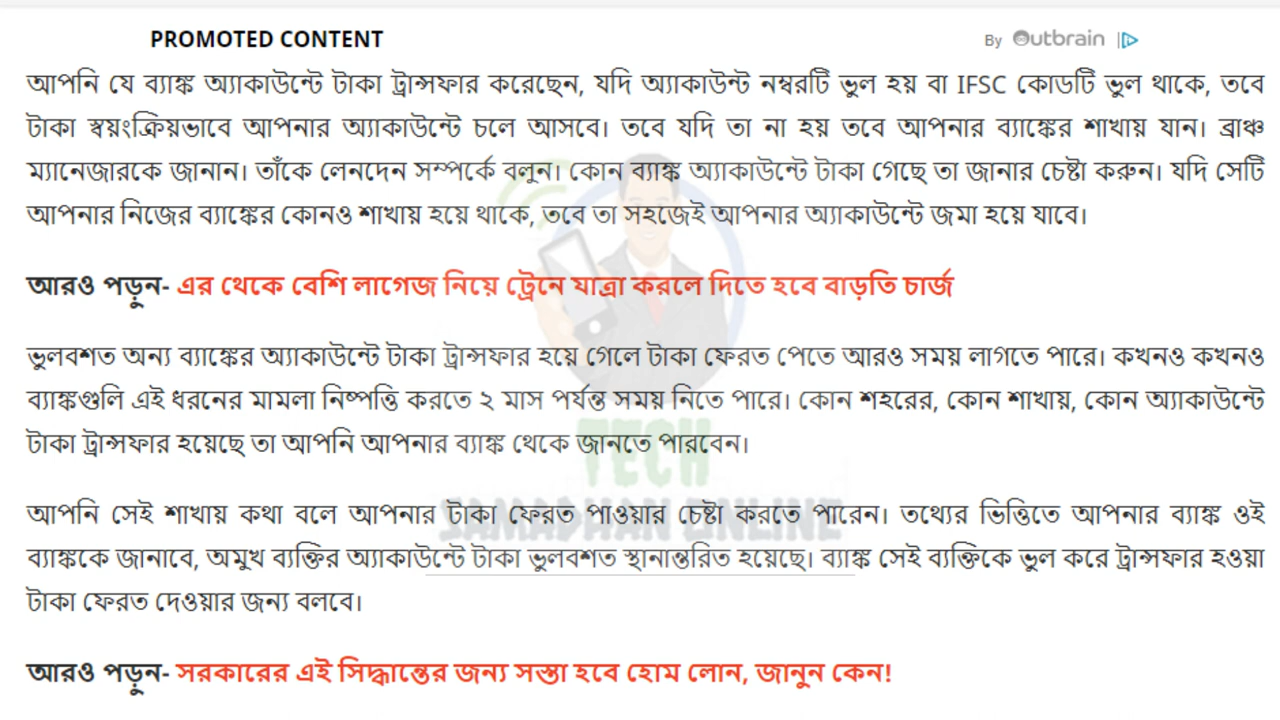 PROMOTED CONTENT
By Outbrain
আপনি যে ব্যাঙ্ক অ্যাকাউন্টে টাকা ট্রান্সফার করেছেন, যদি অ্যাকাউন্ট নম্বরটি ভুল হয় বা IFSC কোডটি ভুল থাকে, তবে
টাকা স্বয়ংক্রিয়ভাবে আপনার অ্যাকাউন্টে চলে আসবে। তবে যদি তা না হয় তবে আপনার ব্যাঙ্কের শাখায় যান। ব্রাঞ্চ
ম্যানেজারকে জানান। তাঁকে লেনদেন সম্পর্কে বলুন। কোন ব্যাঙ্ক অ্যাকাউন্টে টাকা গেছে তা জানার চেষ্টা করুন। যদি সেটি
আপনার নিজের ব্যাঙ্কের কোনও শাখায় হয়ে থাকে, তবে তা সহজেই আপনার অ্যাকাউন্টে জমা হয়ে যাবে।
আরও পড়ুন- এর থেকে বেশি লাগেজ নিয়ে ট্রেনে যাত্রা করলে দিতে হবে বাড়তি চার্জ
ভুলবশত অন্য ব্যাঙ্কের অ্যাকাউন্টে টাকা ট্রান্সফার হয়ে গেলে টাকা ফেরত পেতে আরও সময় লাগতে পারে। কখনও কখনও
ব্যাঙ্কগুলি এই ধরনের মামলা নিষ্পত্তি করতে ২ মাস পর্যন্ত সময় নিতে পারে। কোন শহরের, কোন শাখায়, কোন অ্যাকাউন্টে
টাকা ট্রান্সফার হয়েছে তা আপনি আপনার ব্যাঙ্ক থেকে জানতে পারবেন।
TECH
SAMADHAN ONLINE
আপনি সেই শাখায় কথা বলে আপনার টাকা ফেরত পাওয়ার চেষ্টা করতে পারেন। তথ্যের ভিত্তিতে আপনার ব্যাঙ্ক ওই
ব্যাঙ্ককে জানাবে, অমুখ ব্যক্তির অ্যাকাউন্টে টাকা ভুলবশত স্থানান্তরিত হয়েছে। ব্যাঙ্ক সেই ব্যক্তিকে ভুল করে ট্রান্সফার হওয়া
টাকা ফেরত দেওয়ার জন্য বলবে।
আরও পড়ুন- সরকারের এই সিদ্ধান্তের জন্য সস্তা হবে হোম লোন, জানুন কেন!